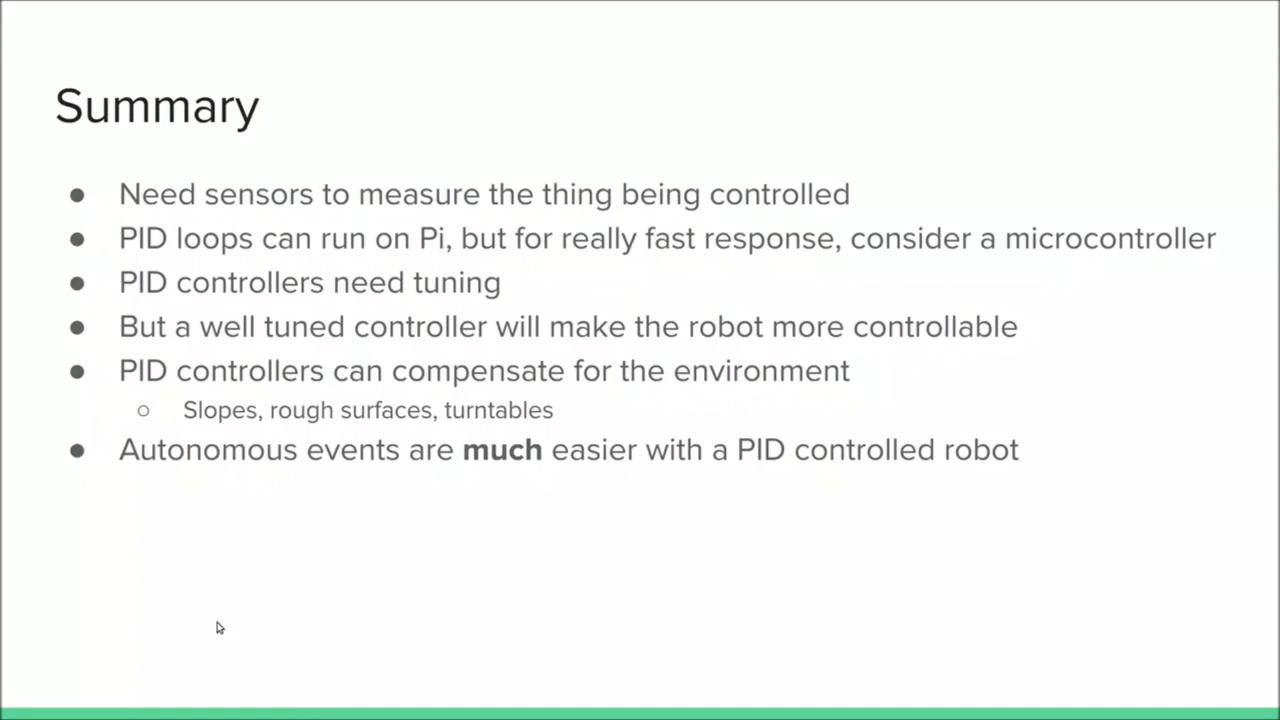 Summary
● Need sensors to measure the thing being controlled
● PID loops can run on Pi, but for really fast response, consider a microcontroller
● PID controllers need tuning
● But a well tuned controller will make the robot more controllable
● PID controllers can compensate for the environment
○ Slopes, rough surfaces, turntables
● Autonomous events are much easier with a PID controlled robot